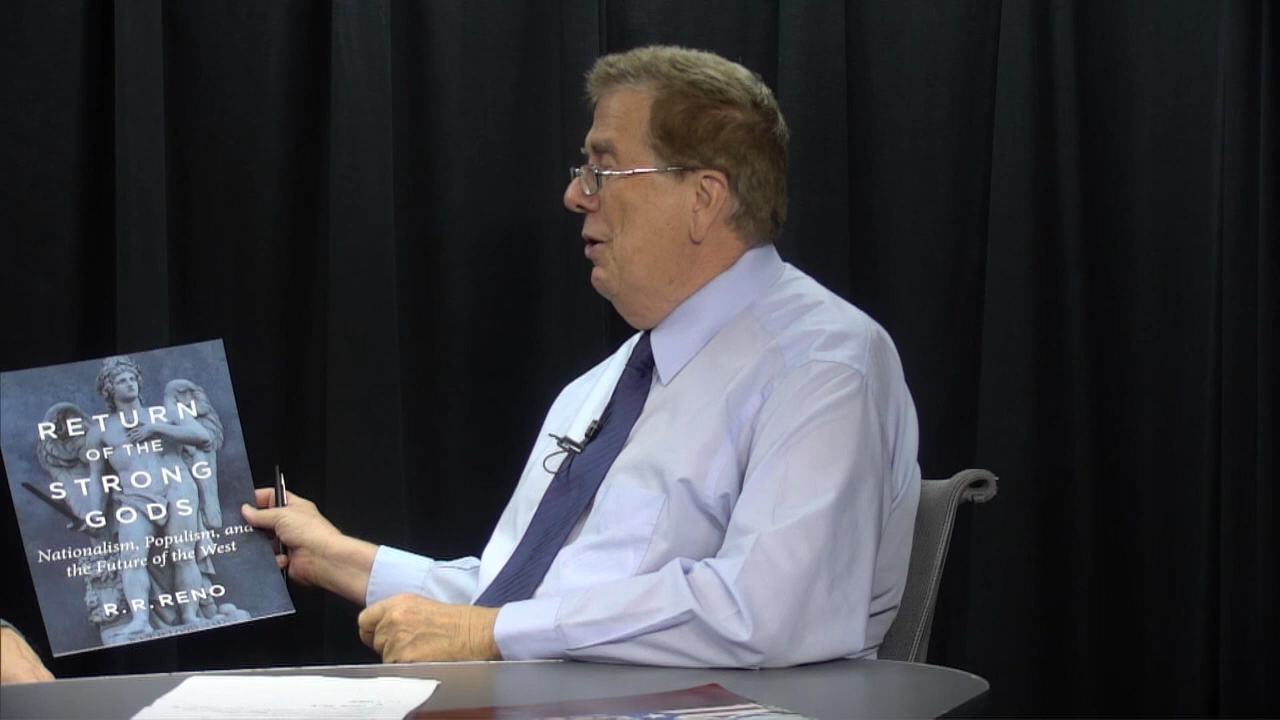 RETURN
OF THE
STRONG
GODS
Nationalism, Populism, and
the Future of the West
R. R. RENO